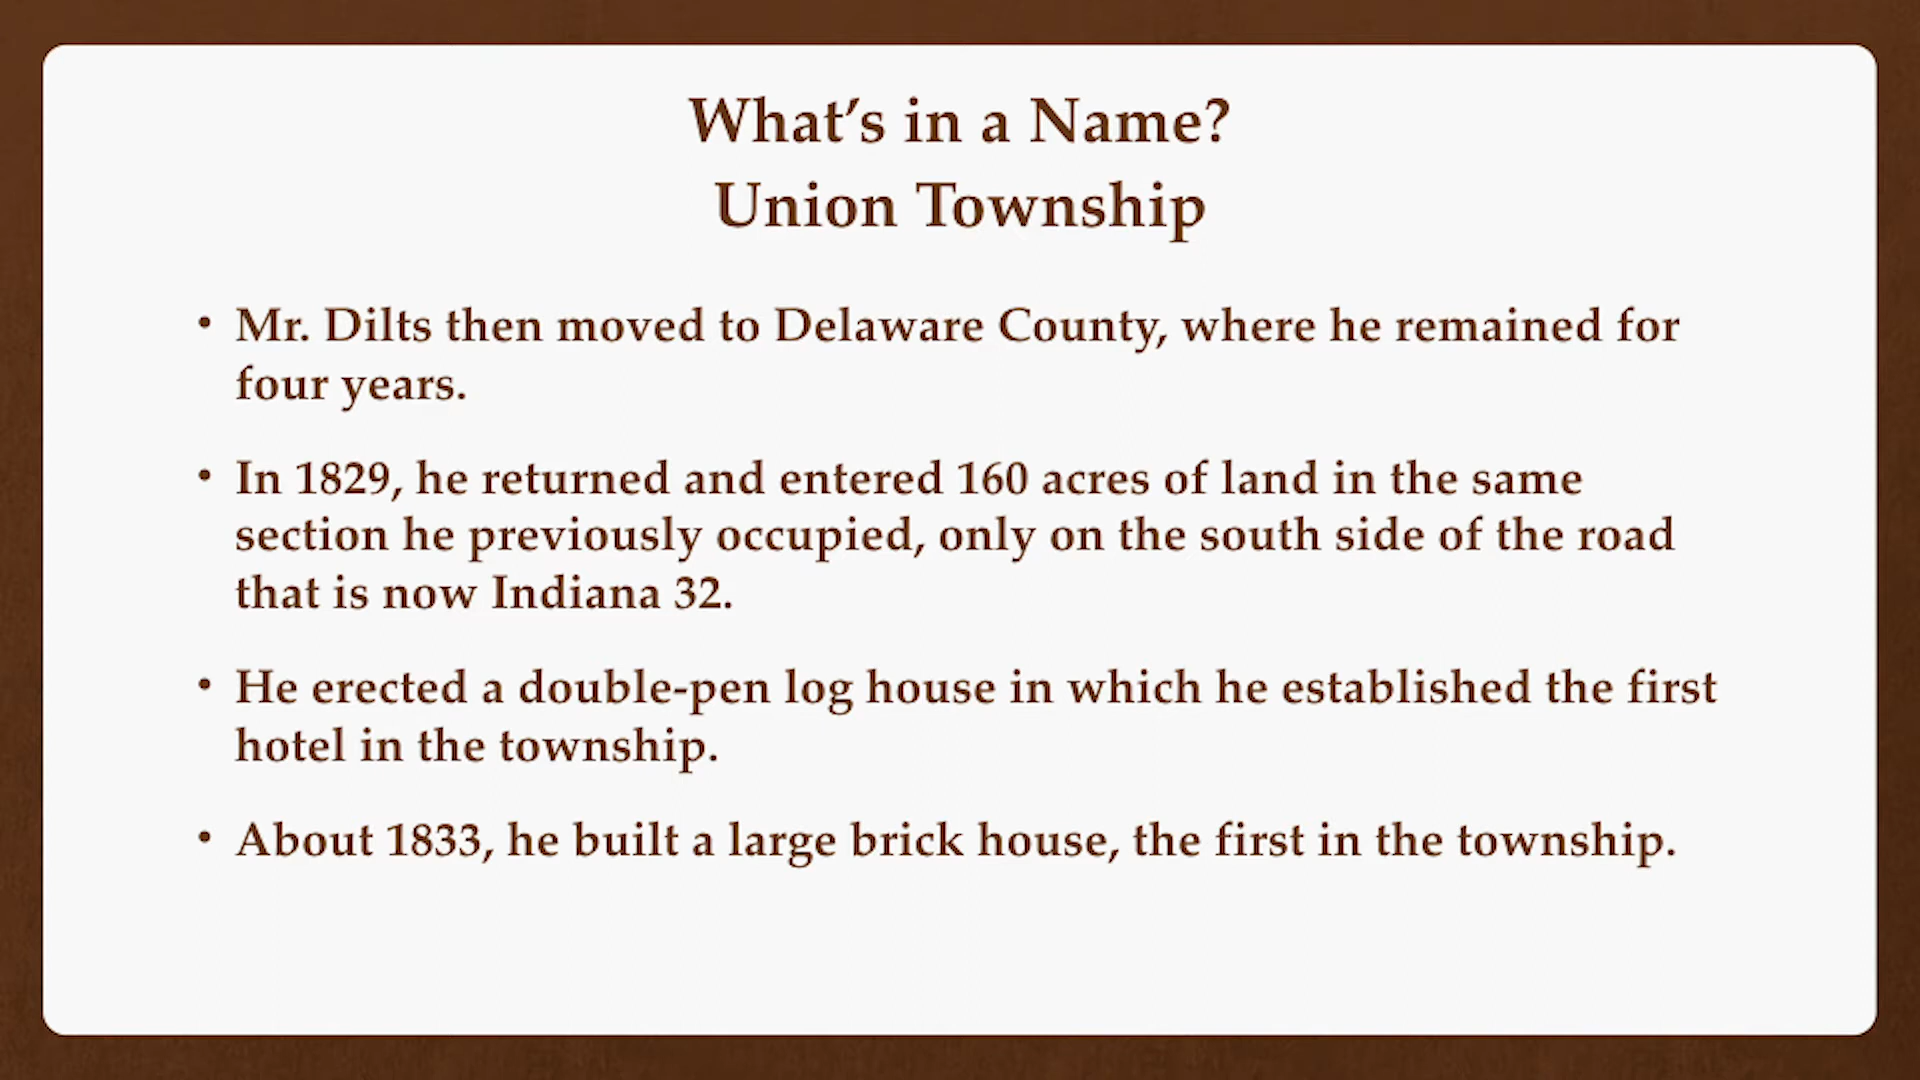 What’s in a Name?
Union Township
• Mr. Dilts then moved to Delaware County, where he remained for
four years.
• In 1829, he returned and entered 160 acres of land in the same
section he previously occupied, only on the south side of the road
that is now Indiana 32.
• He erected a double-pen log house in which he established the first
hotel in the township.
• About 1833, he built a large brick house, the first in the township.